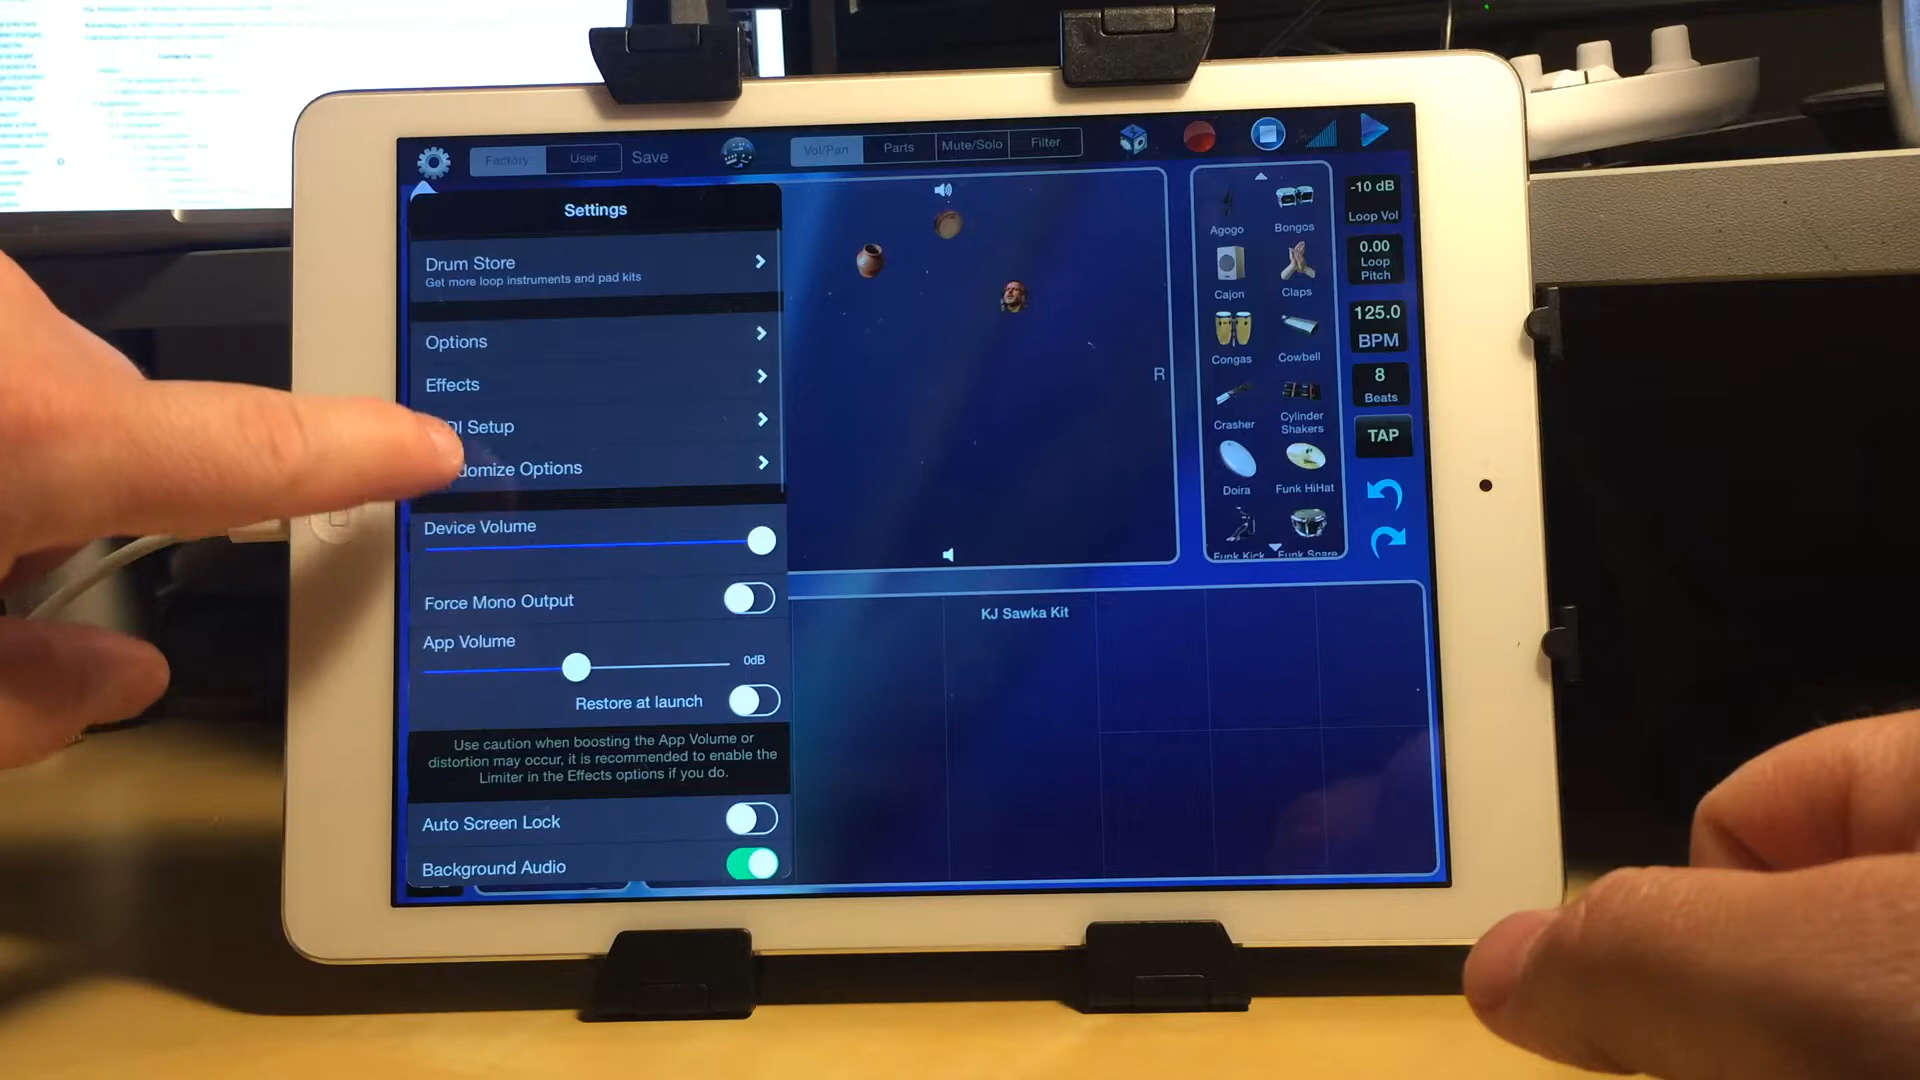 Factory
User
Save
Vol/Pan
Parts
Mute/Solo
Filter
Settings
Drum Store
Get more loop instruments and pad kits
Options
Effects
DI Setup
domize Options
Device Volume
Force Mono Output
App Volume
0dB
Restore at launch
Use caution when boosting the App Volume or
distortion may occur, it is recommended to enable the
Limiter in the Effects options if you do.
Auto Screen Lock
Background Audio
R
KJ Sawka Kit
Agogo
Bongos
Cajon
Claps
Congas
Cowbell
Crasher
Cylinder
Shakers
Doira
Funk HiHat
Funk Kick
Funk Snare
-10 dB
Loop Vol
0.00
Loop
Pitch
125.0
BPM
8
Beats
TAP